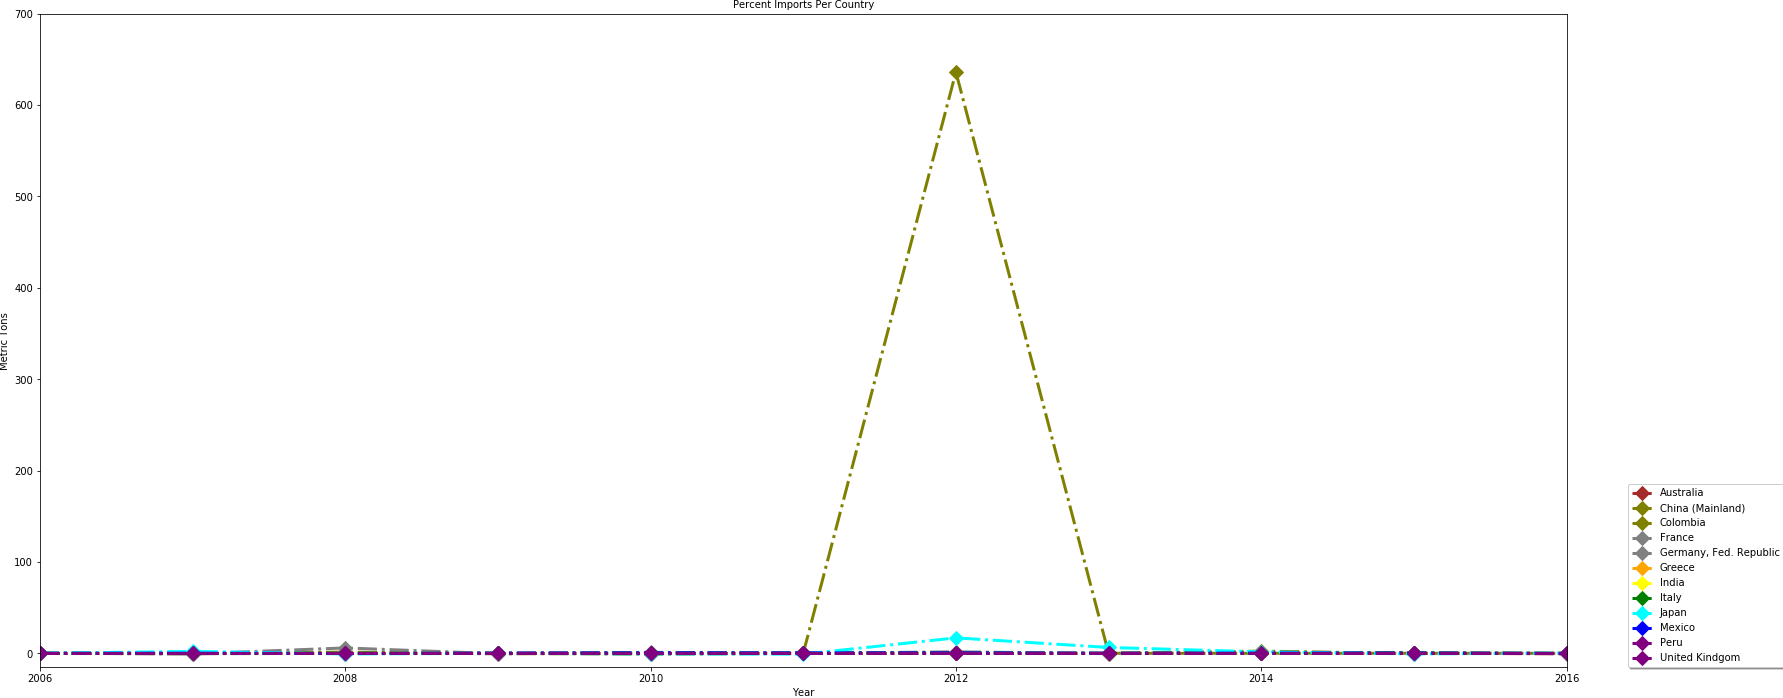 Percent Imports Per Country
700
600
500
400
300
200
100
0
Metric Tons
2006
2008
2010
2012
2014
2016
Year
Australia
China (Mainland)
Colombia
France
Germany, Fed. Republic
Greece
India
Italy
Japan
Mexico
Peru
United Kindgom